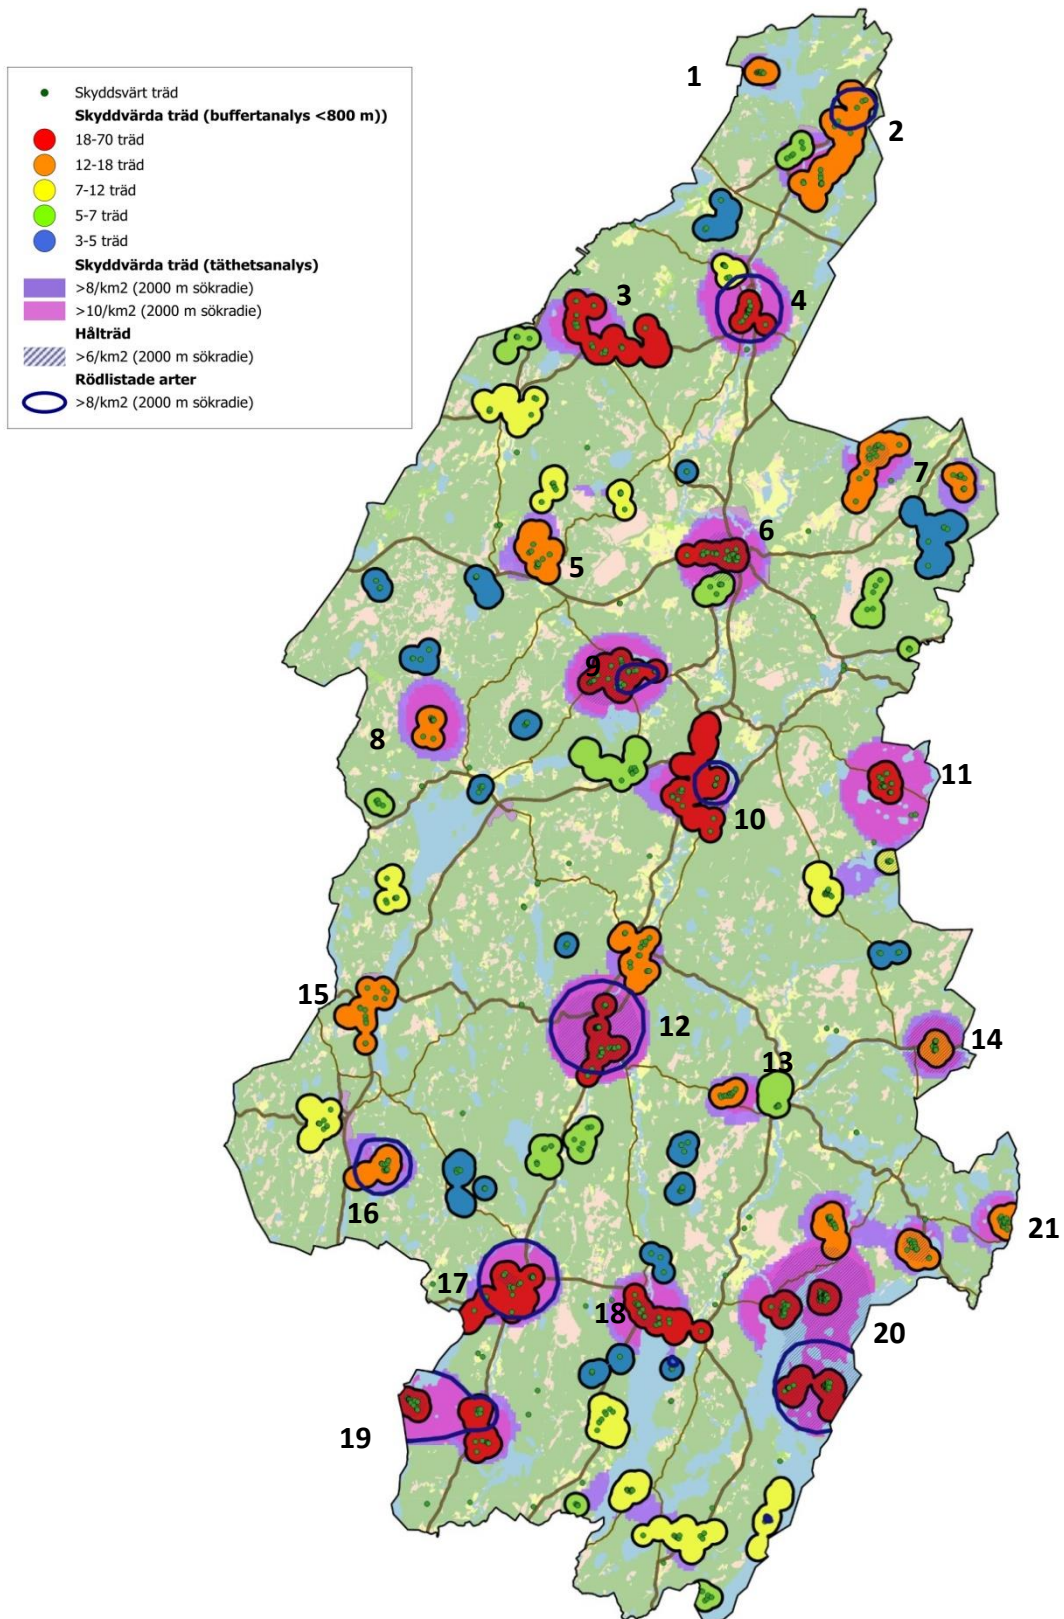 Skyddsvärt träd
Skyddvärda träd (buffertanalys <800 m))
18-70 träd
12-18 träd
7-12 träd
5-7 träd
3-5 träd
Skyddvärda träd (täthetsanalys)
>8/km2 (2000 m sökradie)
>10/km2 (2000 m sökradie)
Hålträd
>6/km2 (2000 m sökradie)
Rödlistade arter
>8/km2 (2000 m sökradie)
1
2
3
4
5
6
7
8
9
10
11
12
13
14
15
16
17
18
19
20
21